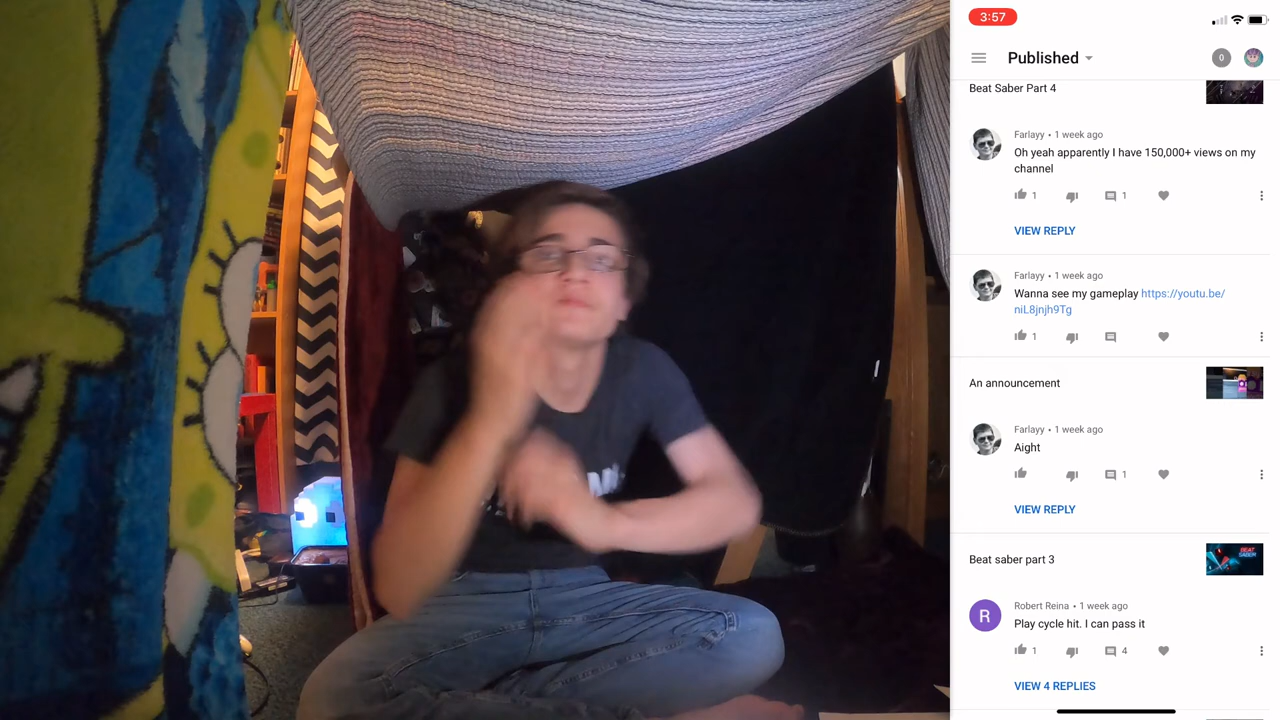 3:57
Published
0
Beat Saber Part 4
Farlayy • 1 week ago
Oh yeah apparently I have 150,000+ views on my
channel
1
1
VIEW REPLY
Farlayy • 1 week ago
Wanna see my gameplay https://youtu.be/
niL8jnjh9Tg
1
An announcement
Farlayy • 1 week ago
Aight
1
VIEW REPLY
Beat saber part 3
BEAT
SABER
R
Robert Reina • 1 week ago
Play cycle hit. I can pass it
1
4
VIEW 4 REPLIES